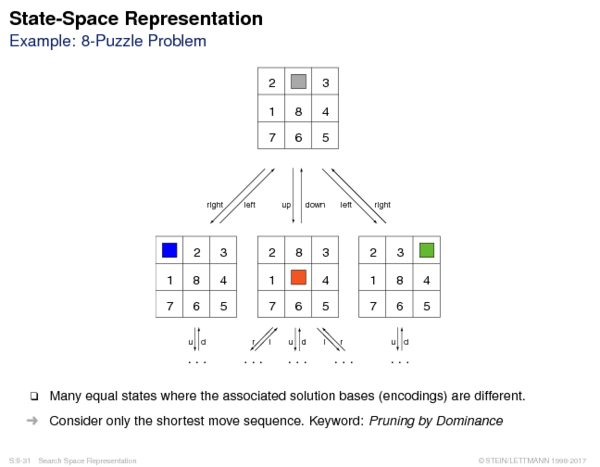 State-Space Representation
Example: 8-Puzzle Problem
2 3
1 8 4
7 6 5
right left up down left right
2 3 2 8 3 2 3
1 8 4 1 4 1 8 4
7 6 5 7 6 5 7 6 5
u d r l u d l r u d
. . . . . . . . . . . . . . .
❑ Many equal states where the associated solution bases (encodings) are different.
➜ Consider only the shortest move sequence. Keyword: Pruning by Dominance
S:II-31 Search Space Representation © STEIN/LETTMANN 1998-2017